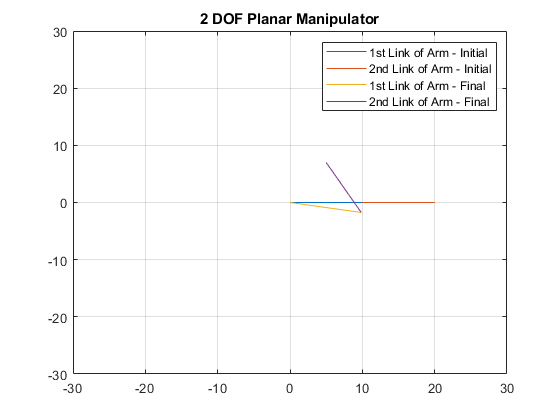 2 DOF Planar Manipulator
30
20
10
0
-10
-20
-30
1st Link of Arm - Initial
2nd Link of Arm - Initial
1st Link of Arm - Final
2nd Link of Arm - Final
-30 -20 -10 0 10 20 30